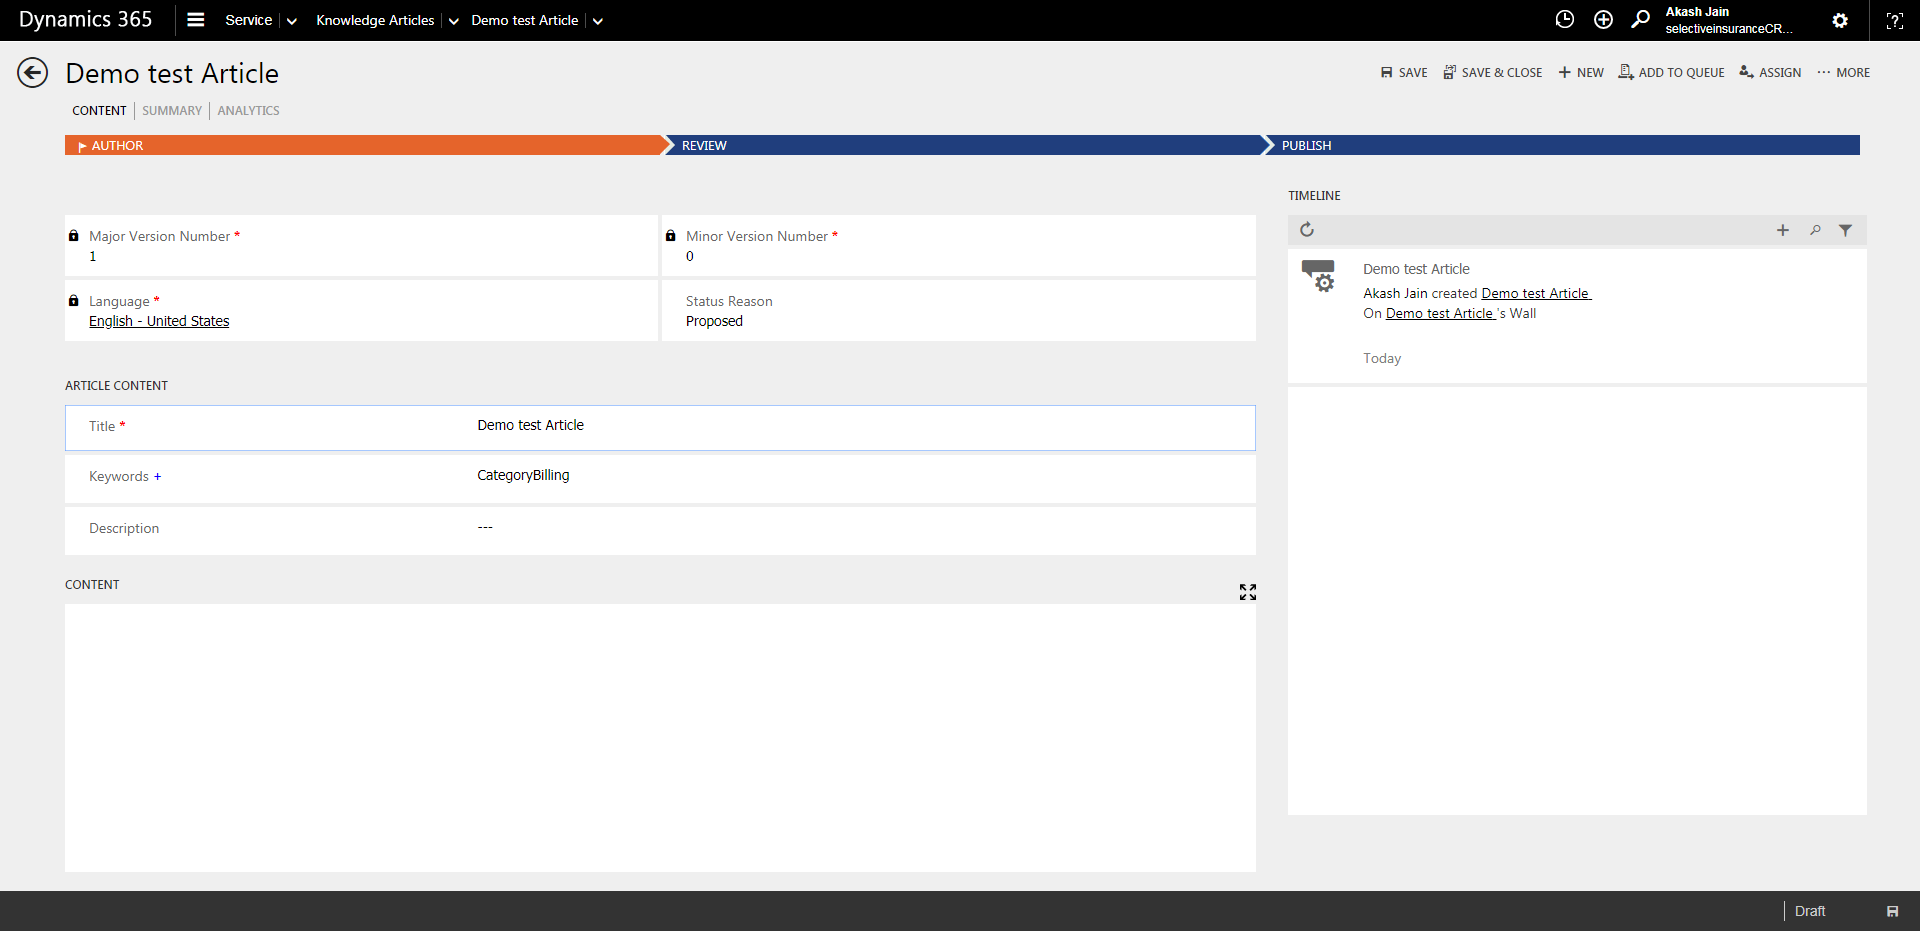 Dynamics 365 Service Knowledge Articles Demo test Article
Akash Jain
selectiveinsuranceCR...
Demo test Article
SAVE SAVE & CLOSE NEW ADD TO QUEUE ASSIGN ··· MORE
CONTENT SUMMARY ANALYTICS
AUTHOR REVIEW PUBLISH
Major Version Number *
1
Minor Version Number *
0
Language *
English - United States
Status Reason
Proposed
ARTICLE CONTENT
Title * Demo test Article
Keywords + CategoryBilling
Description ---
CONTENT
TIMELINE
Demo test Article
Akash Jain created Demo test Article
On Demo test Article 's Wall
Today
Draft